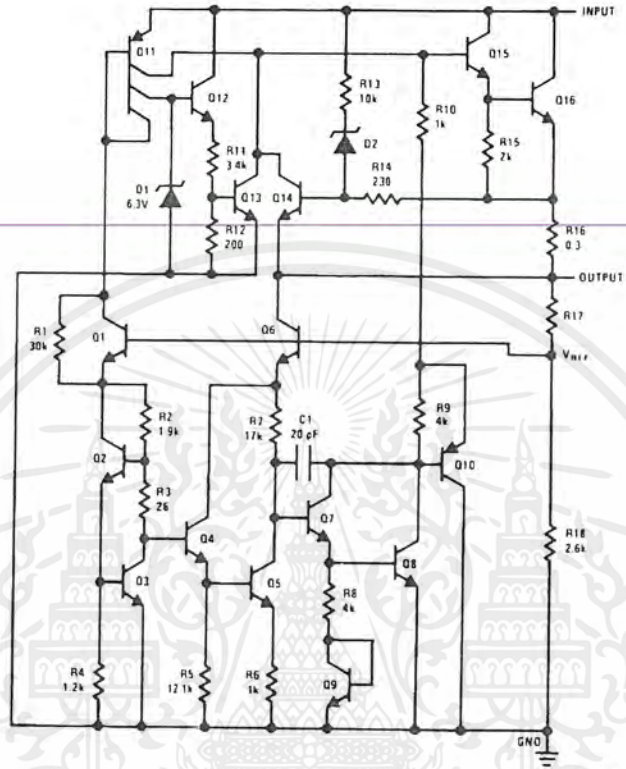 INPUT
Q11
Q15
Q12
R13
10k
R10
1k
Q16
R11
3.4k
D2
R15
2k
R14
230
D1
6.3V
Q13
Q14
R12
200
R16
0.3
OUTPUT
R1
30k
Q1
Q6
R17
VREF
R2
1.9k
R7
17k
C1
20 pF
R9
4k
Q10
Q2
R3
26
Q4
Q7
R18
2.6k
Q3
Q5
Q8
R8
4k
R4
1.2k
R5
12.1k
R6
1k
Q9
GND